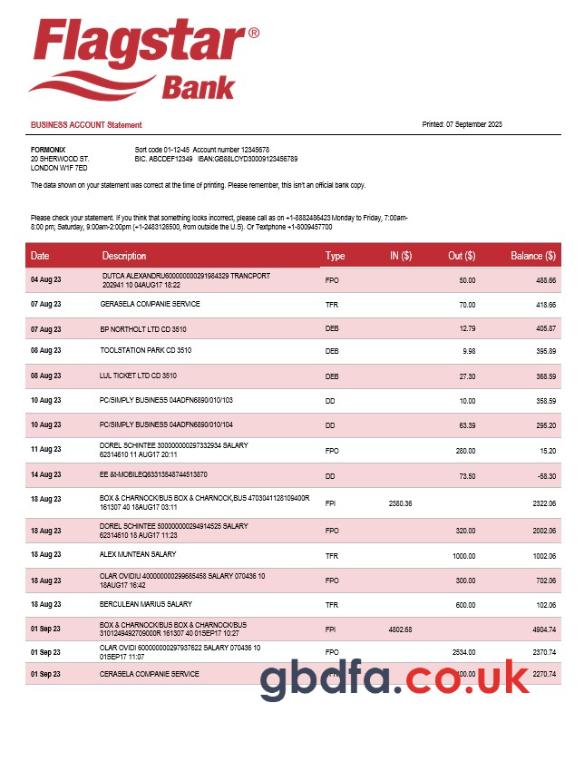 Flagstar®
Bank
BUSINESS ACCOUNT Statement
Printed: 07 September 2023
FORMONIX
Sort code 01-12-45 Account number 12345678
20 SHERWOOD ST.
BIC. ABCDEF12349 IBAN:GB88LOYD30009123456789
LONDON W1F 7ED
The data shown on your statement was correct at the time of printing. Please remember, this isn't an official bank copy.
Please check your statement. If you think that something looks incorrect, please call as on +1-8882486423 Monday to Friday, 7:00am-
8:00 pm; Saturday, 9:00am-2:00pm (+1-2483126500, from outside the U.S). Or Textphone +1-8009457700
Date Description Type IN ($) Out ($) Balance ($)
04 Aug 23 DUTCA ALEXANDRU600000000291984329 TRANCPORT FPO 50.00 488.66
202941 10 04AUG17 18:22
07 Aug 23 GERASELA COMPANIE SERVICE TFR 70.00 418.66
07 Aug 23 BP NORTHOLT LTD CD 3510 DEB 12.79 405.87
08 Aug 23 TOOLSTATION PARK CD 3510 DEB 9.98 395.89
08 Aug 23 LUL TICKET LTD CD 3510 DEB 27.30 368.59
10 Aug 23 PC/SIMPLY BUSINESS 04ADFN6890/010/103 DD 10.00 358.59
10 Aug 23 PC/SIMPLY BUSINESS 04ADFN6890/010/104 DD 63.39 295.20
11 Aug 23 DOREL SCHINTEE 300000000297332934 SALARY FPO 280.00 15.20
62314610 11 AUG17 20:11
14 Aug 23 EE &t-MOBILEQ63313648744513870 DD 73.50 -58.30
18 Aug 23 BOX & CHARNOCK/BUS BOX & CHARNOCK,BUS 4703041128109400R FPI 2380.36 2322.06
161307 40 18AUG17 03:11
18 Aug 23 DOREL SCHINTEE 500000000294914525 SALARY FPO 320.00 2002.06
62314610 18 AUG17 11:23
18 Aug 23 ALEX MUNTEAN SALARY TFR 1000.00 1002.06
18 Aug 23 OLAR OVIDIU 400000000299685458 SALARY 070436 10 FPO 300.00 702.06
18AUG17 16:42
18 Aug 23 BERCULEAN MARIUS SALARY TFR 600.00 102.06
01 Sep 23 BOX & CHARNOCK/BUS BOX & CHARNOCK/BUS FPI 4802.68 4904.74
3101249492709000R 161307 40 01SEP17 10:27
01 Sep 23 OLAR OVIDI 600000000297937622 SALARY 070436 10 FPO 2534.00 2370.74
01SEP17 11:07
01 Sep 23 CERASELA COMPANIE SERVICE 2270.74
gbdfa.co.uk